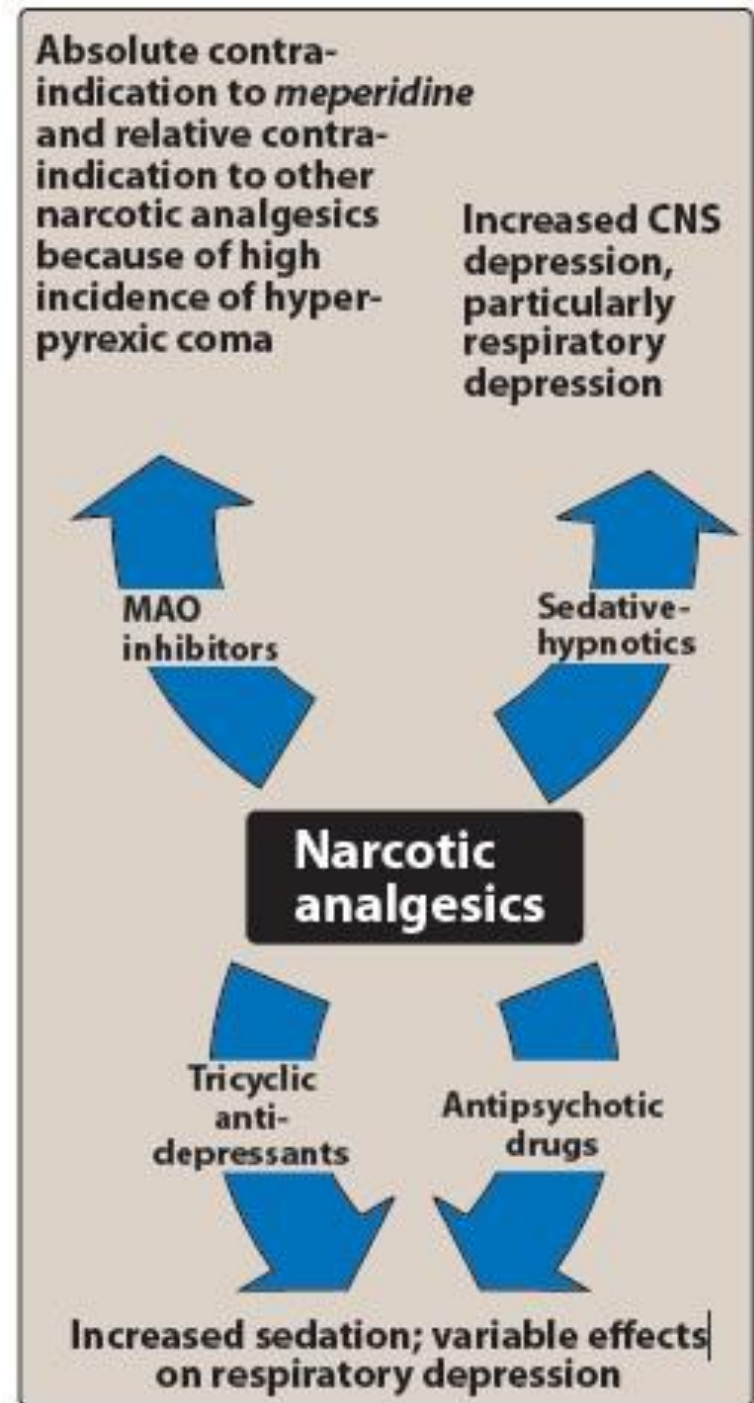 Absolute contra-
indication to meperidine
and relative contra-
indication to other
narcotic analgesics
because of high
incidence of hyper-
pyrexic coma
Increased CNS
depression,
particularly
respiratory
depression
MAO
inhibitors
Sedative-
hypnotics
Narcotic
analgesics
Tricyclic
anti-
depressants
Antipsychotic
drugs
Increased sedation; variable effects
on respiratory depression